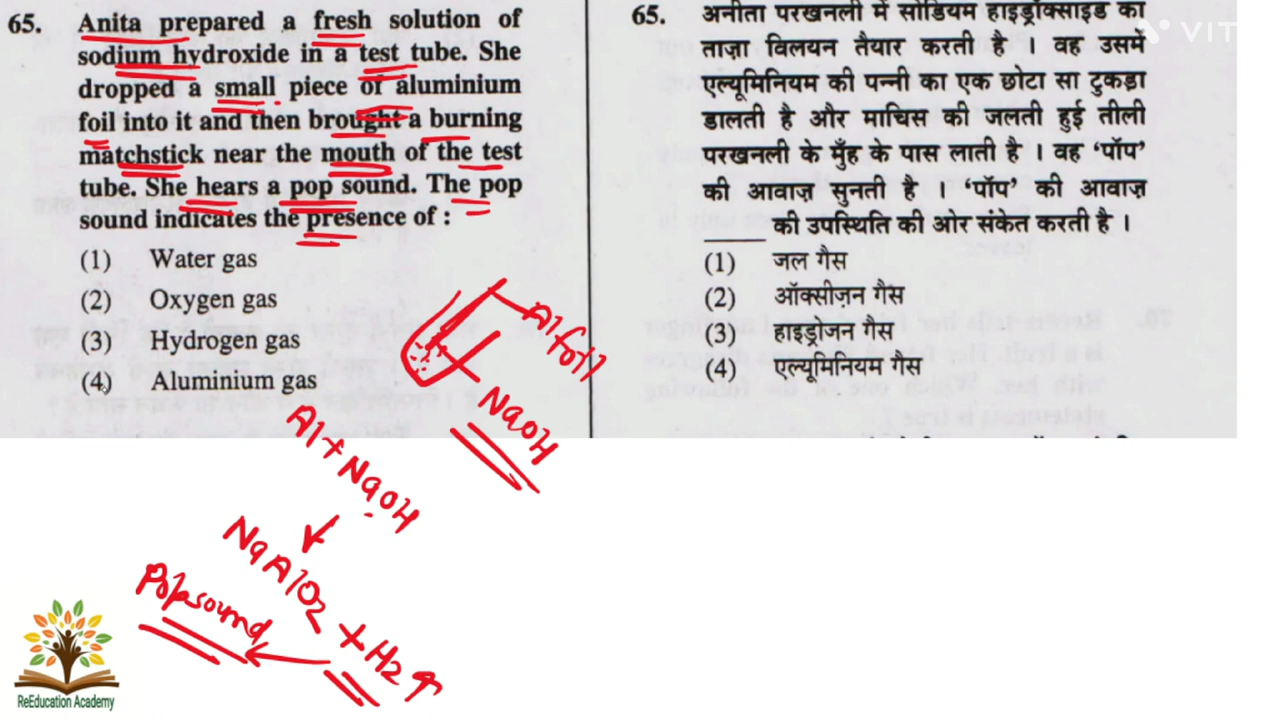 65. Anita prepared a fresh solution of
sodium hydroxide in a test tube. She
dropped a small piece of aluminium
foil into it and then brought a burning
matchstick near the mouth of the test
tube. She hears a pop sound. The pop
sound indicates the presence of :
(1) Water gas
(2) Oxygen gas
(3) Hydrogen gas
(4) Aluminium gas
65. अनीता परखनली में सोडियम हाइड्रॉक्साइड का
ताज़ा विलयन तैयार करती है । वह उसमें
एल्यूमिनियम की पन्नी का एक छोटा सा टुकड़ा
डालती है और माचिस की जलती हुई तीली
परखनली के मुँह के पास लाती है । वह ‘पॉप’
की आवाज़ सुनती है । ‘पॉप’ की आवाज़
______ की उपस्थिति की ओर संकेत करती है ।
(1) जल गैस
(2) ऑक्सीज़न गैस
(3) हाइड्रोजन गैस
(4) एल्यूमिनियम गैस
Al foil
NaOH
Al + NaOH
NaAlO2 + H2↑
Pop sound
ReEducation Academy
VIT